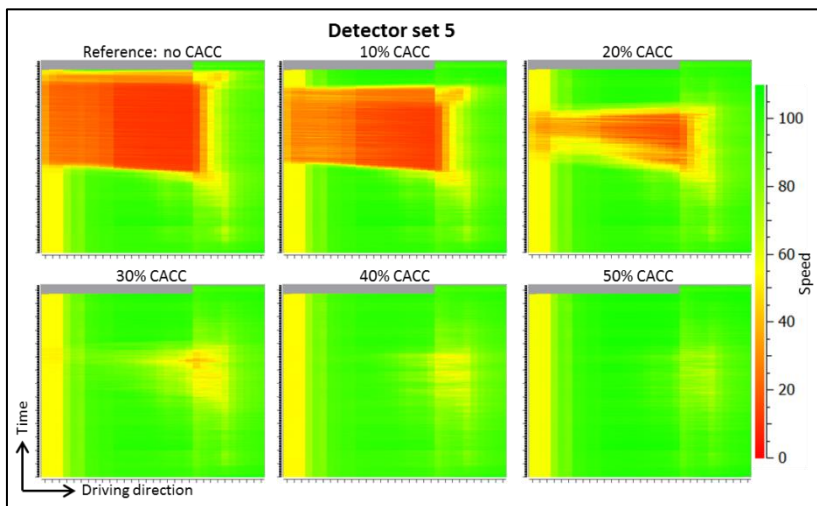 Detector set 5
Reference: no CACC
10% CACC
20% CACC
100
80
60
40
20
0
Speed
30% CACC
40% CACC
50% CACC
Time
Driving direction